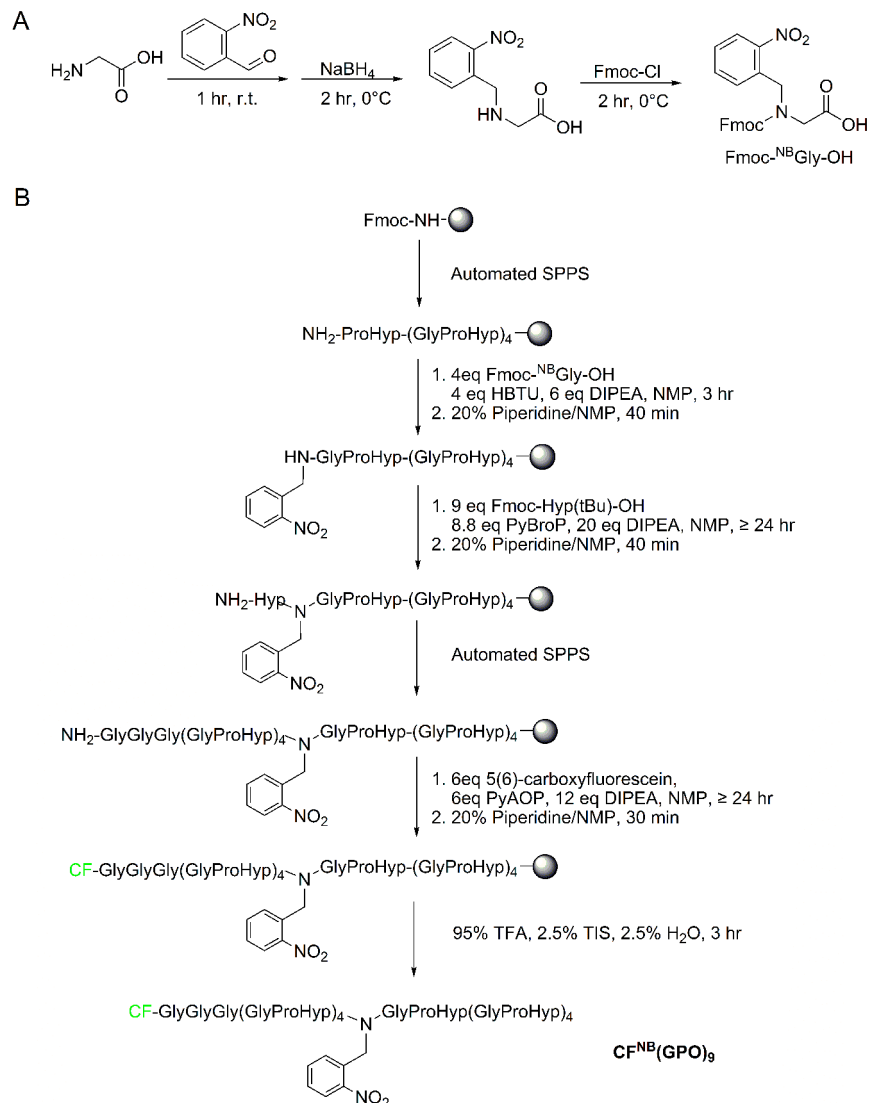 A
H₂N OH O
NO₂ O
1 hr, r.t.
NaBH₄
2 hr, 0°C
NO₂ HN O OH
Fmoc-Cl
2 hr, 0°C
NO₂ Fmoc N O OH
Fmoc-ᴺᴮGly-OH
B
Fmoc-NH-
Automated SPPS
NH₂-ProHyp-(GlyProHyp)₄
1. 4eq Fmoc-ᴺᴮGly-OH
4 eq HBTU, 6 eq DIPEA, NMP, 3 hr
2. 20% Piperidine/NMP, 40 min
HN-GlyProHyp-(GlyProHyp)₄
NO₂
1. 9 eq Fmoc-Hyp(tBu)-OH
8.8 eq PyBroP, 20 eq DIPEA, NMP, ≥ 24 hr
2. 20% Piperidine/NMP, 40 min
NH₂-Hyp N GlyProHyp-(GlyProHyp)₄
NO₂
Automated SPPS
NH₂-GlyGlyGly(GlyProHyp)₄ N GlyProHyp-(GlyProHyp)₄
NO₂
1. 6eq 5(6)-carboxyfluorescein,
6eq PyAOP, 12 eq DIPEA, NMP, ≥ 24 hr
2. 20% Piperidine/NMP, 30 min
CF-GlyGlyGly(GlyProHyp)₄ N GlyProHyp-(GlyProHyp)₄
NO₂
95% TFA, 2.5% TIS, 2.5% H₂O, 3 hr
CF-GlyGlyGly(GlyProHyp)₄ N GlyProHyp(GlyProHyp)₄
NO₂
CFᴺᴮ(GPO)₉